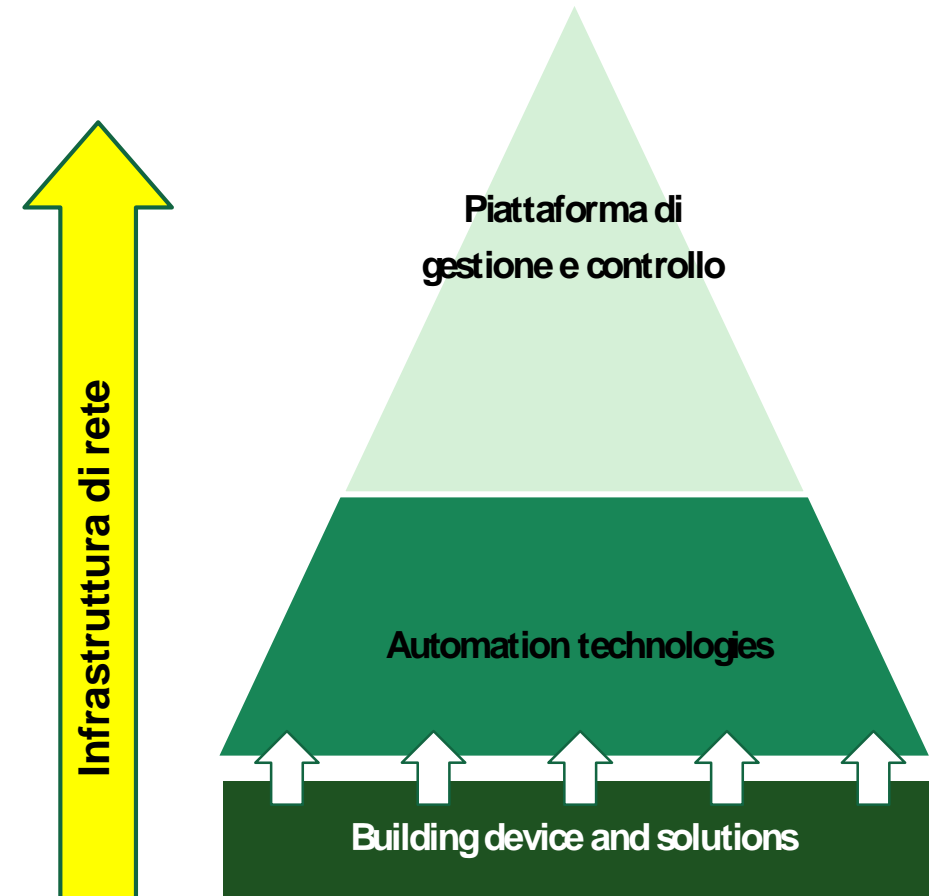 Piattaforma di
gestione e controllo
Infrastruttura di rete
Automation technologies
Building device and solutions